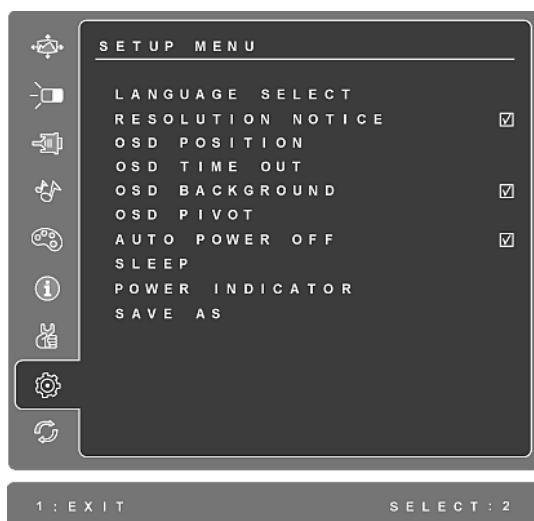 SETUP MENU
LANGUAGE SELECT
RESOLUTION NOTICE
OSD POSITION
OSD TIME OUT
OSD BACKGROUND
OSD PIVOT
AUTO POWER OFF
SLEEP
POWER INDICATOR
SAVE AS
1:EXIT SELECT:2